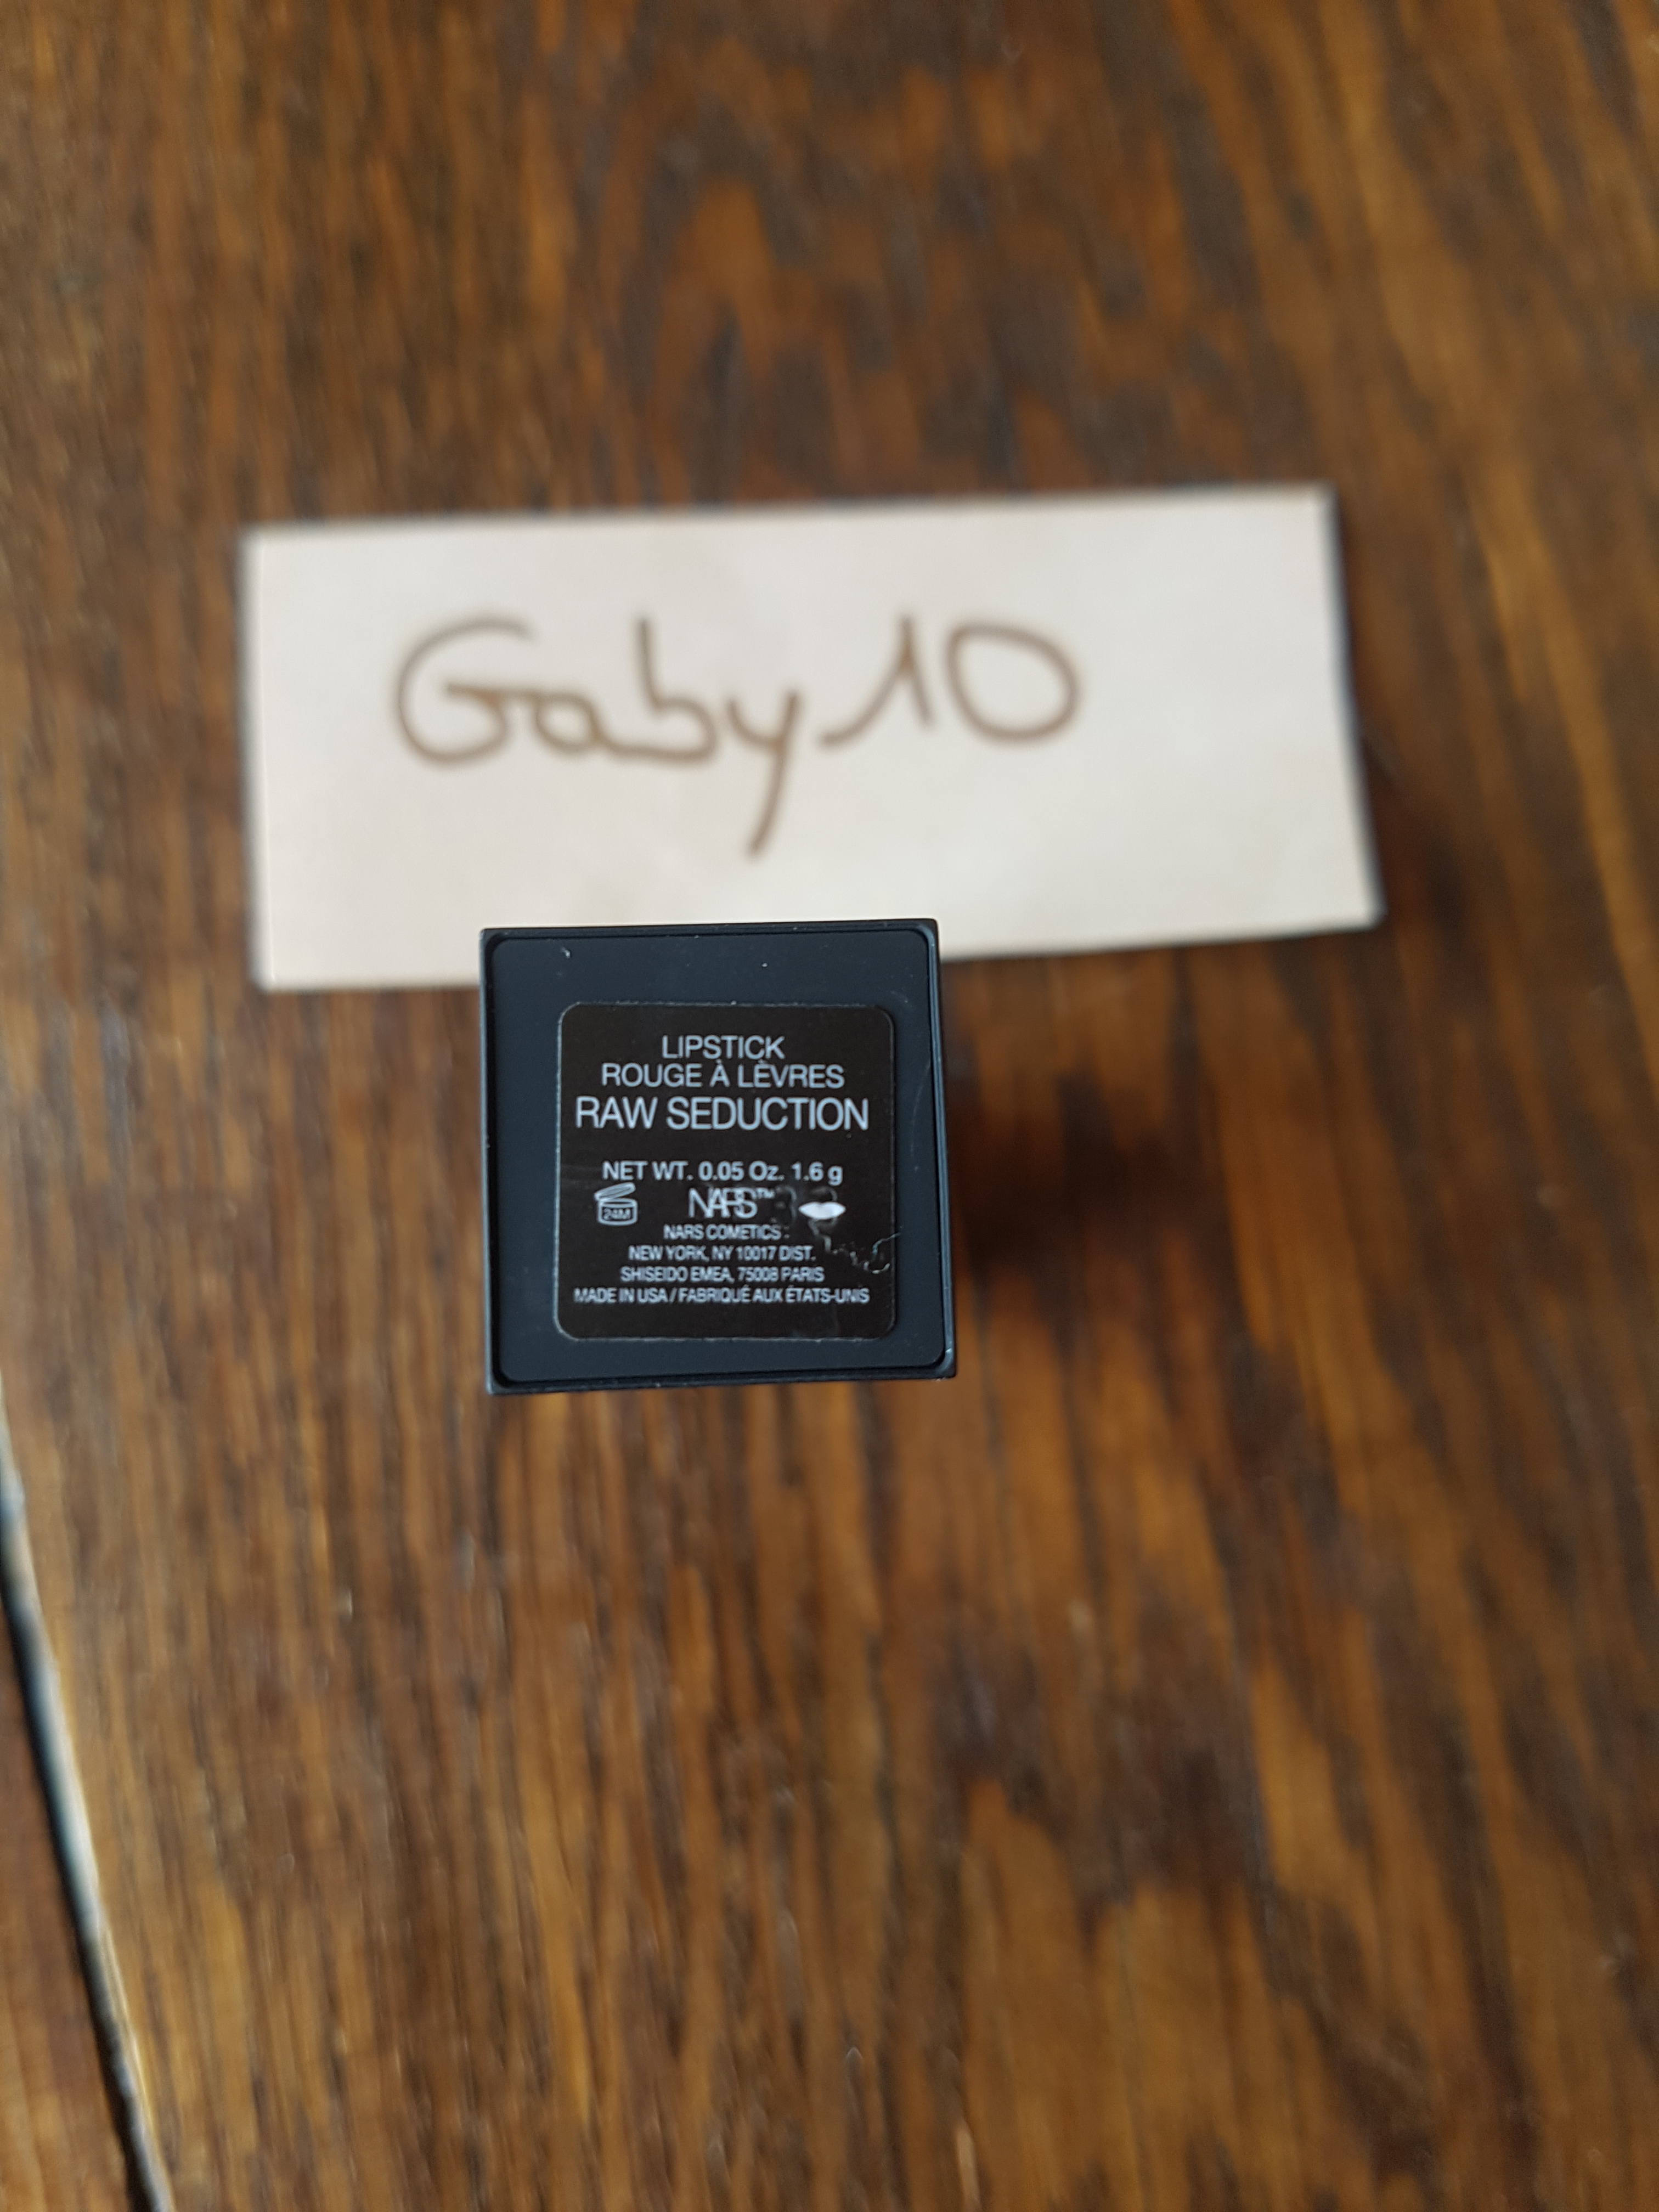 Gaby10
LIPSTICK
ROUGE À LÈVRES
RAW SEDUCTION
NET WT. 0.05 Oz. 1.6 g
24M NARS™
NARS COMETICS
NEW YORK, NY 10017 DIST.
SHISEIDO EMEA, 75008 PARIS
MADE IN USA / FABRIQUÉ AUX ÉTATS-UNIS